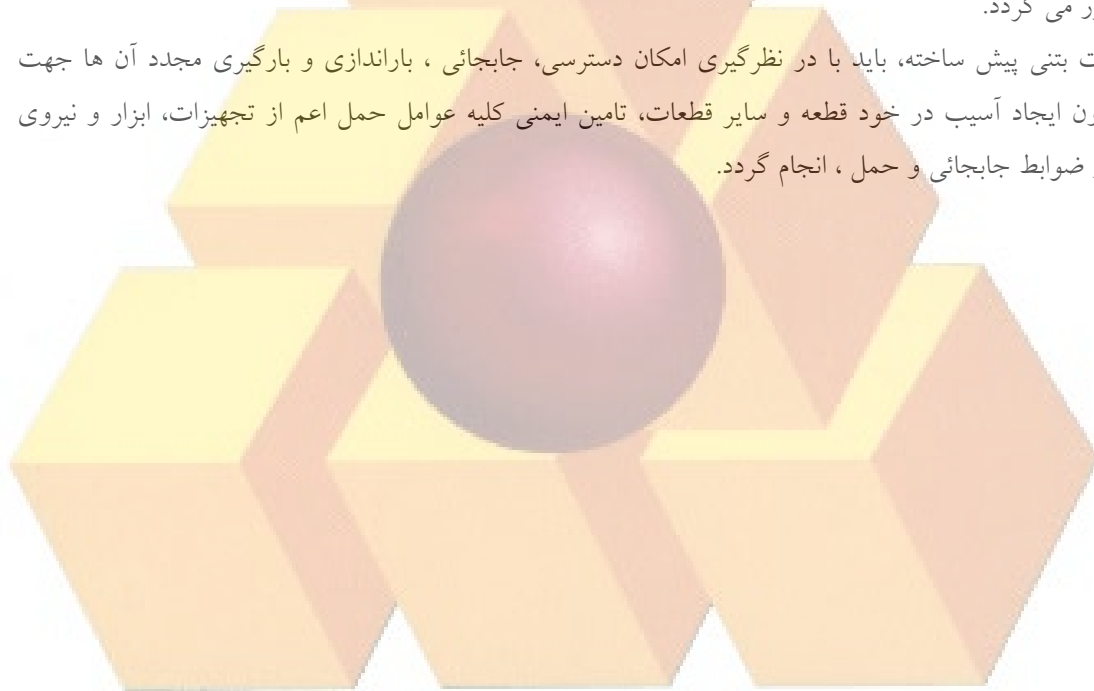 ور می گردد.
ت بتنی پیش ساخته، باید با در نظرگیری امکان دسترسی، جابجائی ، باراندازی و بارگیری مجدد آن ها جهت
ون ایجاد آسیب در خود قطعه و سایر قطعات، تامین ایمنی کلیه عوامل حمل اعم از تجهیزات، ابزار و نیروی
ضوابط جابجائی و حمل ، انجام گردد.